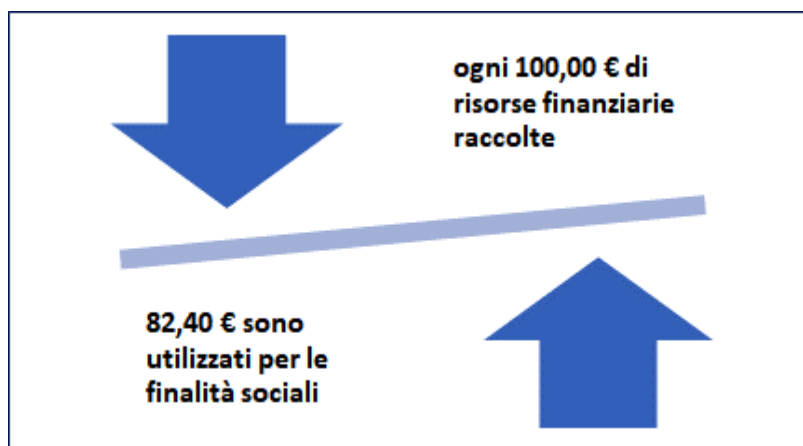 ogni 100,00 € di
risorse finanziarie
raccolte
82,40 € sono
utilizzati per le
finalità sociali